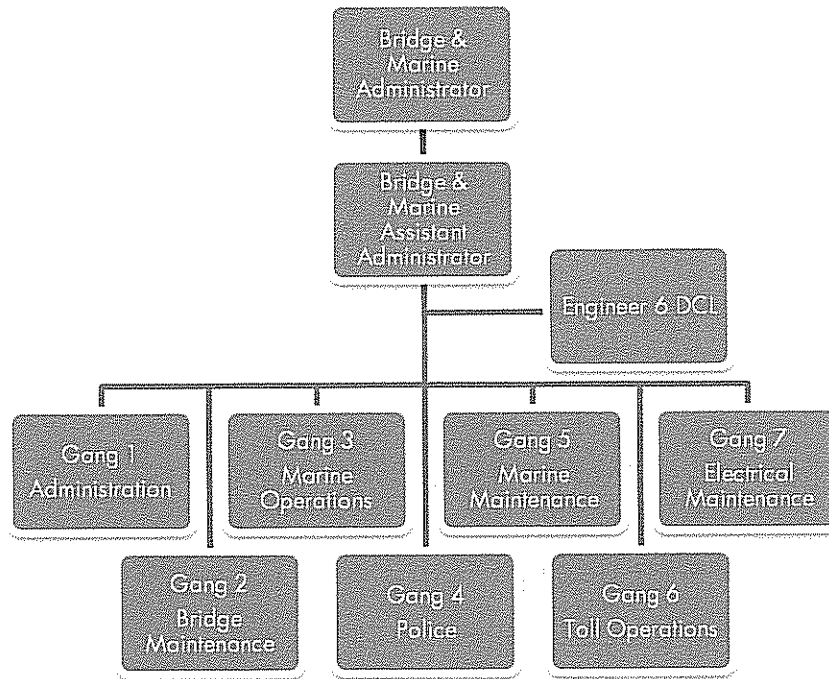 Bridge &
Marine
Administrator
Bridge &
Marine
Assistant
Administrator
Engineer 6 DCL
Gang 1
Administration
Gang 3
Marine
Operations
Gang 5
Marine
Maintenance
Gang 7
Electrical
Maintenance
Gang 2
Bridge
Maintenance
Gang 4
Police
Gang 6
Toll Operations